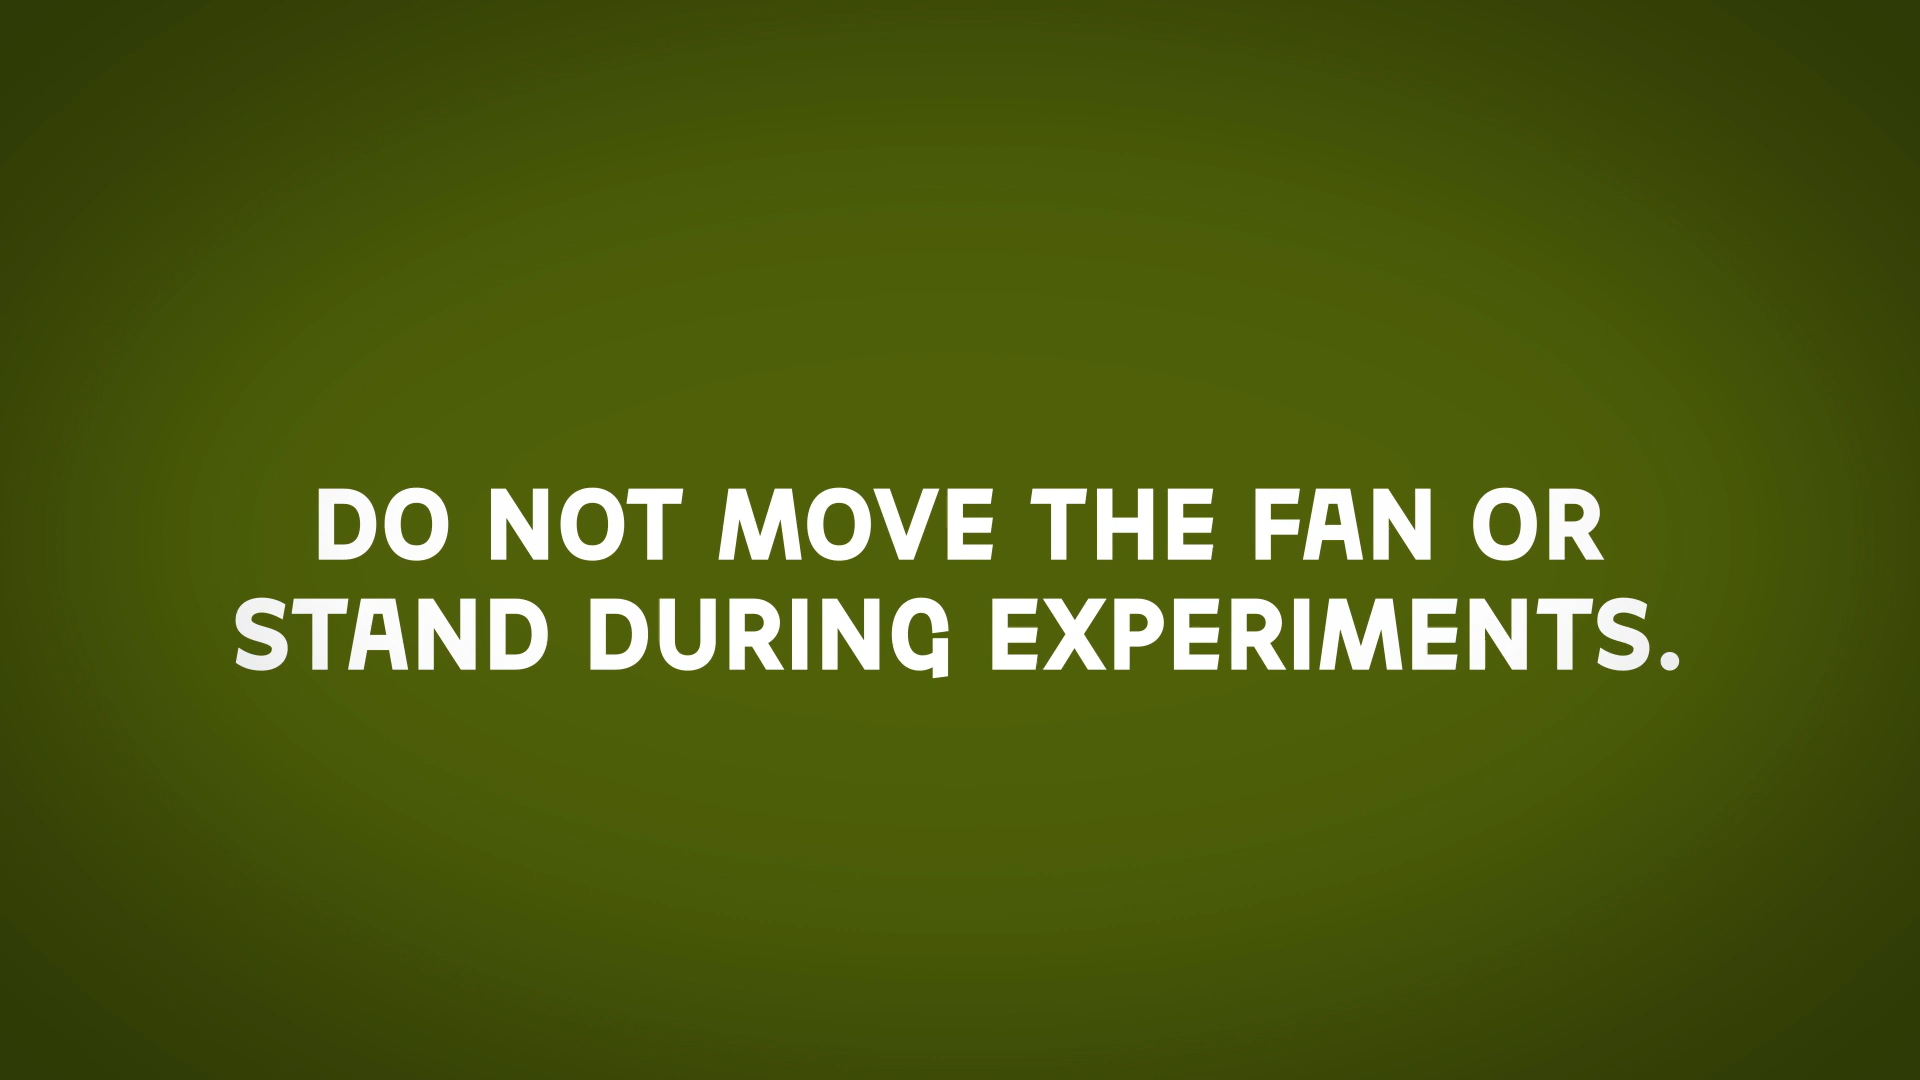 DO NOT MOVE THE FAN OR
STAND DURING EXPERIMENTS.